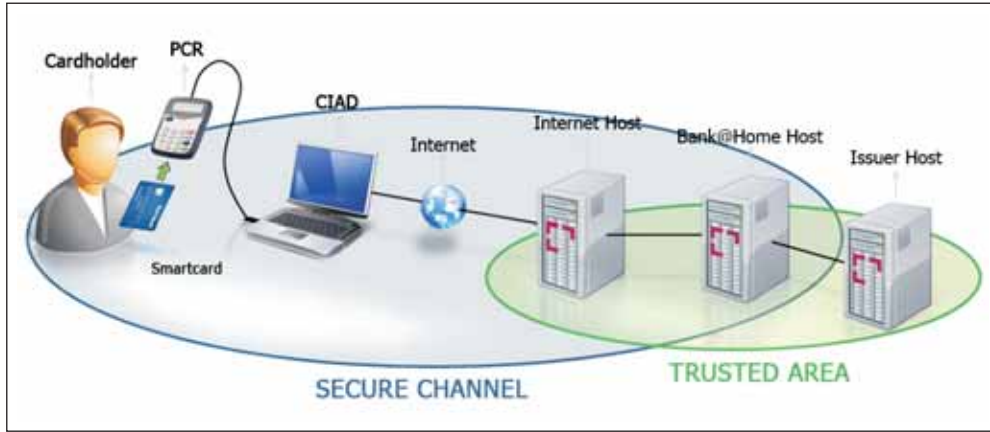 Cardholder
PCR
CIAD
Internet
Internet Host
Bank@Home Host
Issuer Host
Smartcard
SECURE CHANNEL
TRUSTED AREA